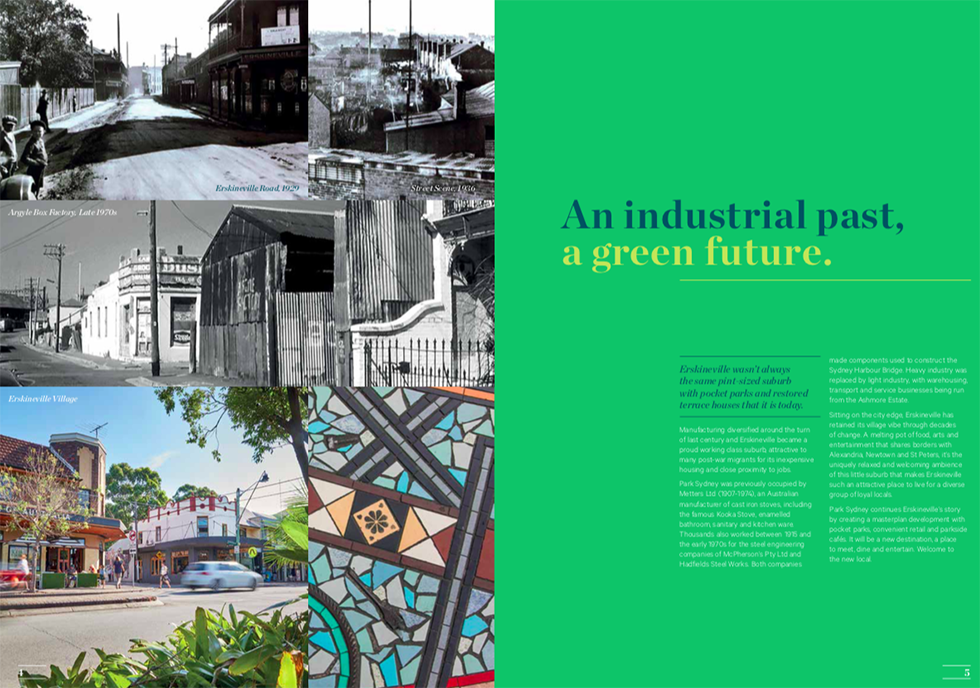 Erskineville Road, 1929
Street Scene, 1936
Argyle Box Factory, Late 1970s
Erskineville Village
An industrial past,
a green future.
Erskineville wasn't always
the same pint-sized suburb
with pocket parks and restored
terrace houses that it is today.
Manufacturing diversified around the turn
of last century and Erskineville became a
proud working class suburb, attractive to
many post-war migrants for its inexpensive
housing and close proximity to jobs.
Park Sydney was previously occupied by
Metters Ltd (1907-1974), an Australian
manufacturer of cast iron stoves, including
the famous Kooka Stove, enamelled
bathroom, sanitary and kitchen ware.
Thousands also worked between 1915 and
the early 1970s for the steel engineering
companies of McPherson's Pty Ltd and
Hadfields Steel Works. Both companies
made components used to construct the
Sydney Harbour Bridge. Heavy industry was
replaced by light industry, with warehousing,
transport and service businesses being run
from the Ashmore Estate.
Sitting on the city edge, Erskineville has
retained its village vibe through decades
of change. A melting pot of food, arts and
entertainment that shares borders with
Alexandria, Newtown and St Peters, it's the
uniquely relaxed and welcoming ambience
of this little suburb that makes Erskineville
such an attractive place to live for a diverse
group of loyal locals.
Park Sydney continues Erskineville's story
by creating a masterplan development with
pocket parks, convenient retail and parkside
cafés. It will be a new destination, a place
to meet, dine and entertain. Welcome to
the new local.
5